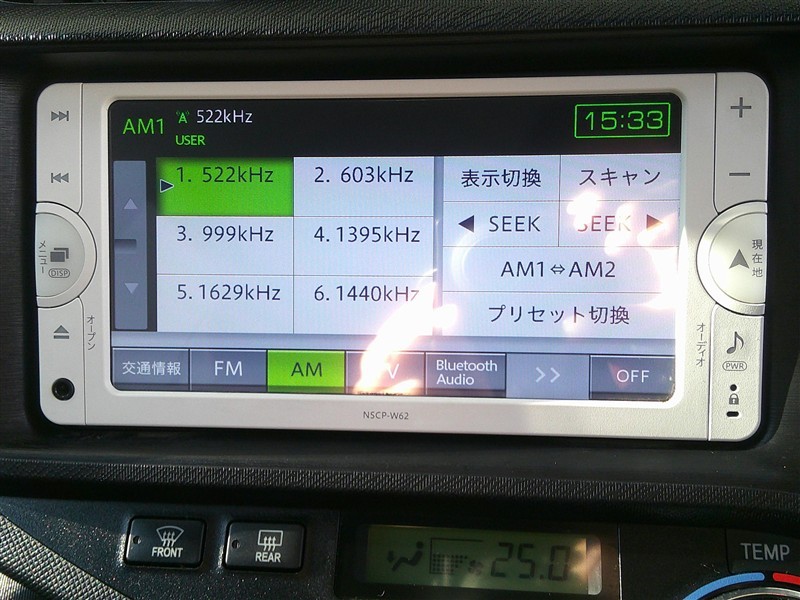 AM1 522kHz
USER
15:33
1. 522kHz
2. 603kHz
3. 999kHz
4. 1395kHz
5. 1629kHz
6. 1440kHz
表示切換
スキャン
◀ SEEK
SEEK ▶
AM1⇔AM2
プリセット切換
交通情報
FM
AM
V
Bluetooth
Audio
>>
OFF
メニュー
DISP
オープン
現在地
オーディオ
PWR
NSCP-W62
FRONT
REAR
25.0
TEMP